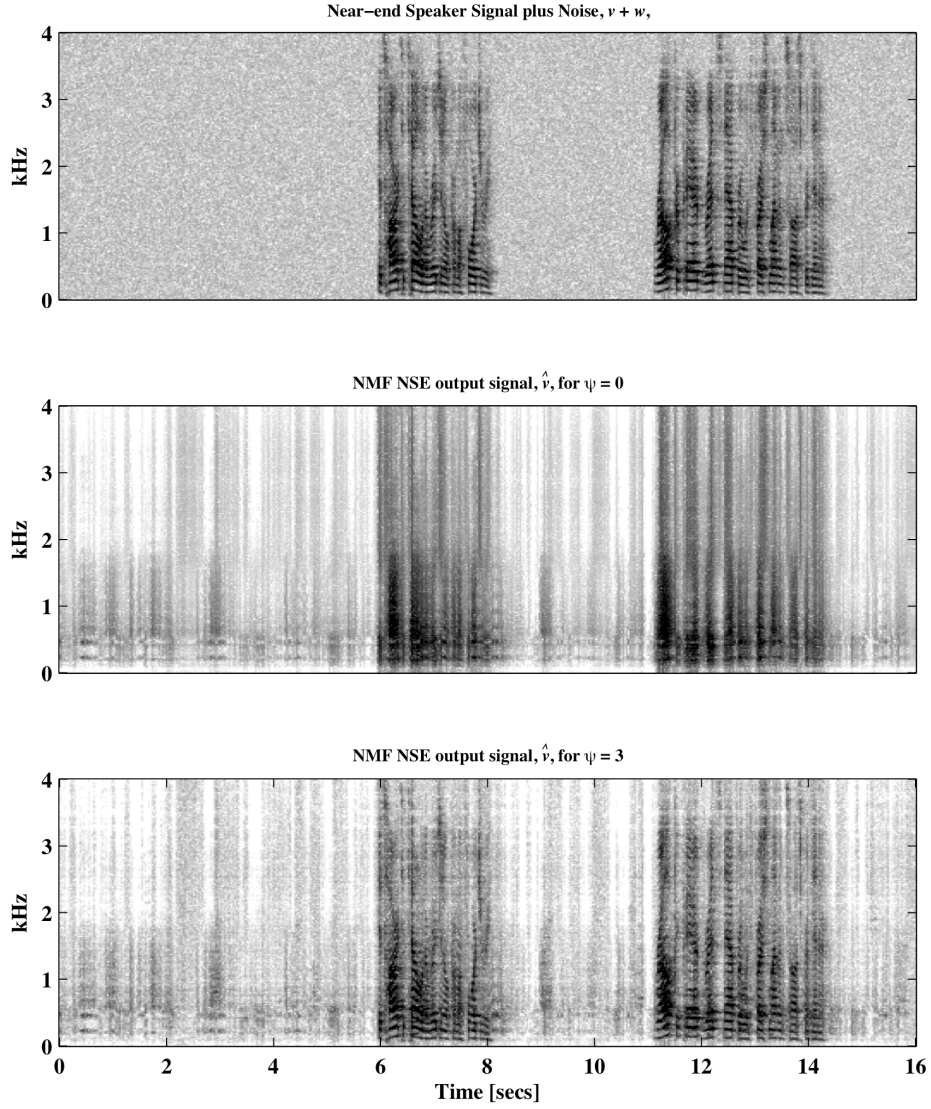 Near−end Speaker Signal plus Noise, v + w,
4
3
2
1
0
kHz
NMF NSE output signal, v̂, for ψ = 0
4
3
2
1
0
kHz
NMF NSE output signal, v̂, for ψ = 3
4
3
2
1
0
kHz
0 2 4 6 8 10 12 14 16
Time [secs]